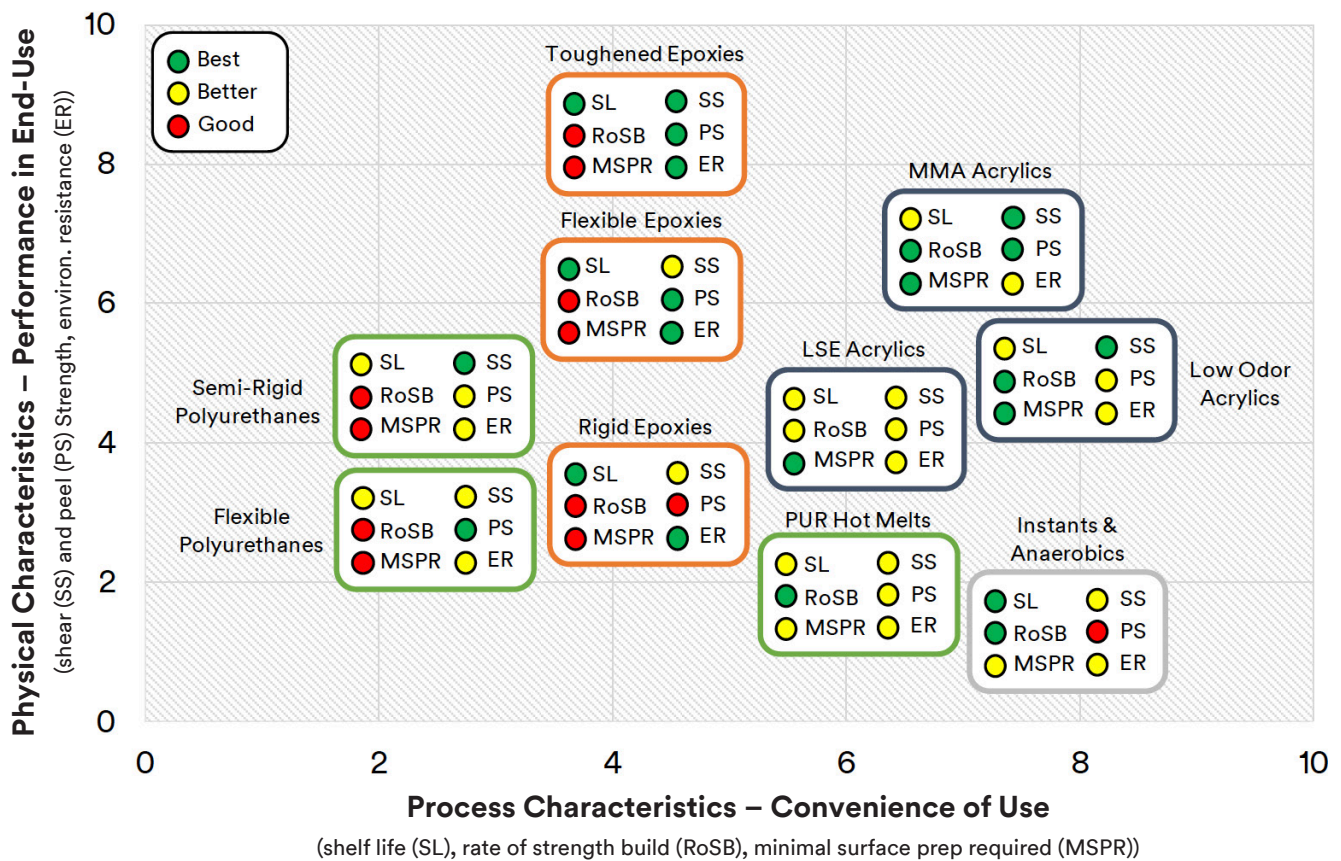 Physical Characteristics – Performance in End-Use
(shear (SS) and peel (PS) Strength, environ. resistance (ER))
10
8
6
4
2
0
Best
Better
Good
Toughened Epoxies
SL SS
RoSB PS
MSPR ER
MMA Acrylics
SL SS
RoSB PS
MSPR ER
Flexible Epoxies
SL SS
RoSB PS
MSPR ER
Semi-Rigid
Polyurethanes
SL SS
RoSB PS
MSPR ER
LSE Acrylics
SL SS
RoSB PS
MSPR ER
Low Odor
Acrylics
SL SS
RoSB PS
MSPR ER
Rigid Epoxies
SL SS
RoSB PS
MSPR ER
Flexible
Polyurethanes
SL SS
RoSB PS
MSPR ER
PUR Hot Melts
SL SS
RoSB PS
MSPR ER
Instants &
Anaerobics
SL SS
RoSB PS
MSPR ER
0 2 4 6 8 10
Process Characteristics – Convenience of Use
(shelf life (SL), rate of strength build (RoSB), minimal surface prep required (MSPR))